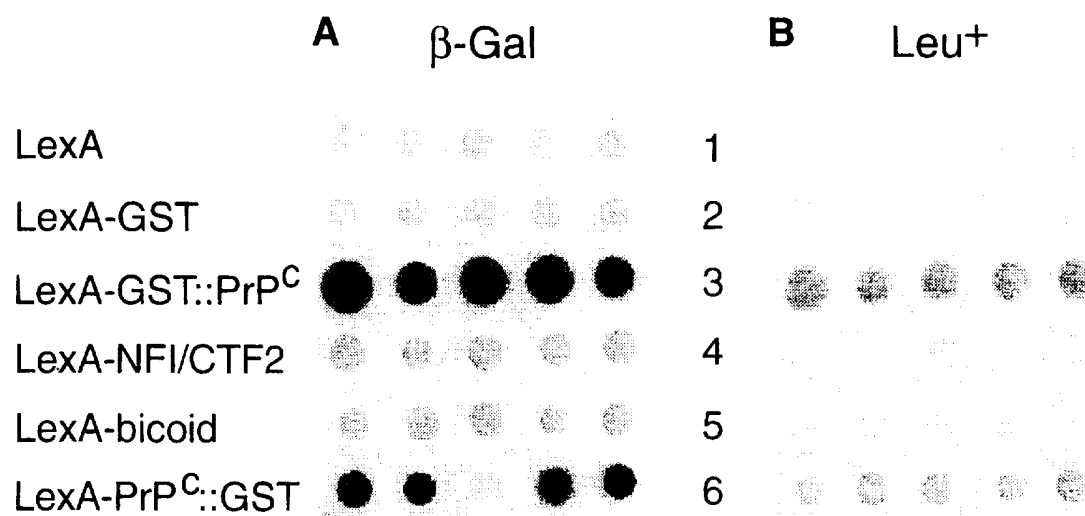 A β-Gal B Leu+
LexA 1
LexA-GST 2
LexA-GST::PrPC 3
LexA-NFI/CTF2 4
LexA-bicoid 5
LexA-PrPC::GST 6